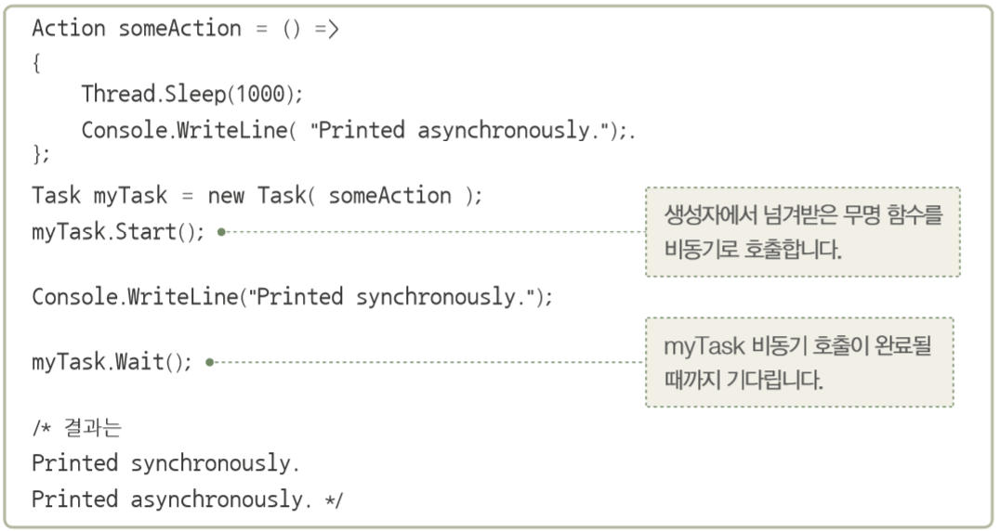 Action someAction = () =>
{
    Thread.Sleep(1000);
    Console.WriteLine( "Printed asynchronously.");.
};
Task myTask = new Task( someAction );
myTask.Start();
생성자에서 넘겨받은 무명 함수를
비동기로 호출합니다.
Console.WriteLine("Printed synchronously.");
myTask.Wait();
myTask 비동기 호출이 완료될
때까지 기다립니다.
/* 결과는
Printed synchronously.
Printed asynchronously. */